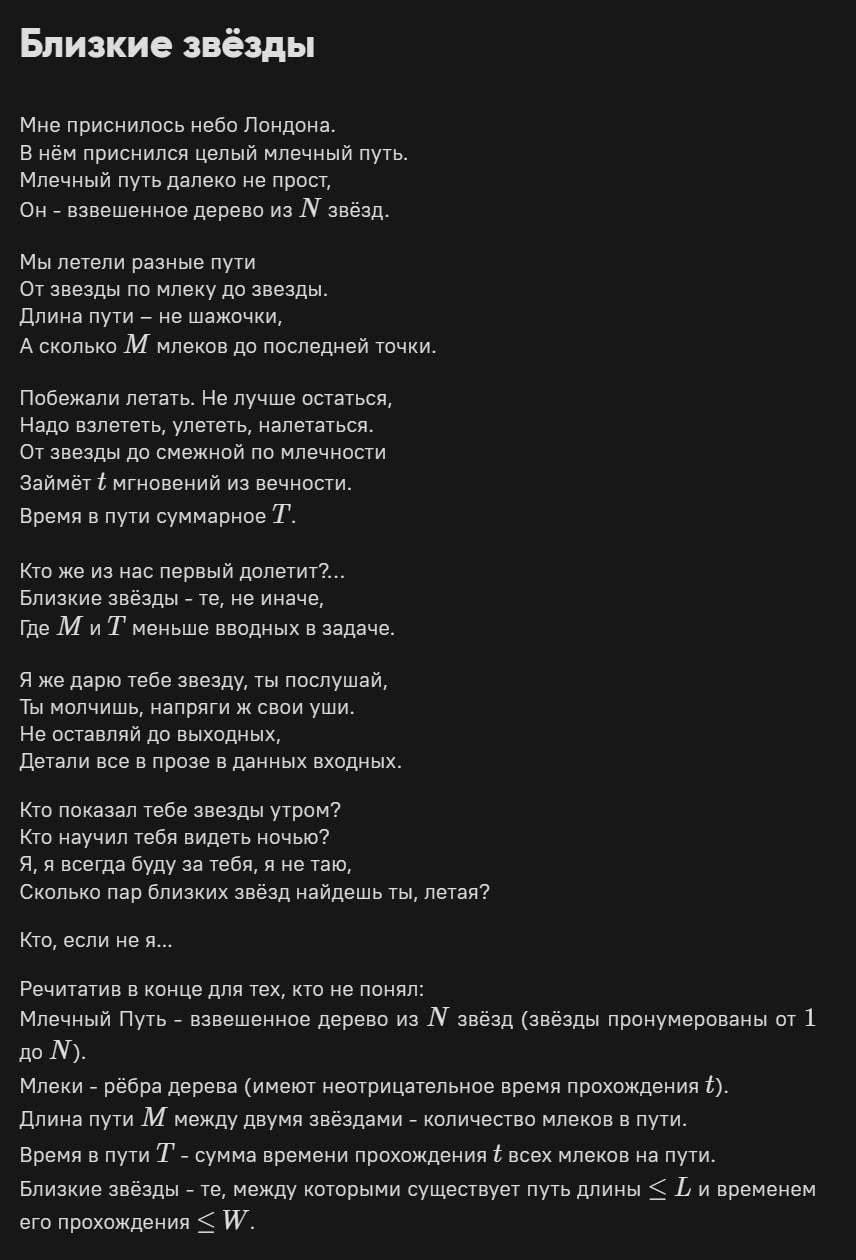 Близкие звёзды
Мне приснилось небо Лондона.
В нём приснился целый млечный путь.
Млечный путь далеко не прост,
Он - взвешенное дерево из N звёзд.
Мы летели разные пути
От звезды по млеку до звезды.
Длина пути – не шажочки,
А сколько M млеков до последней точки.
Побежали летать. Не лучше остаться,
Надо взлететь, улететь, налетаться.
От звезды до смежной по млечности
Займёт t мгновений из вечности.
Время в пути суммарное T.
Кто же из нас первый долетит?...
Близкие звёзды - те, не иначе,
Где M и T меньше вводных в задаче.
Я же дарю тебе звезду, ты послушай,
Ты молчишь, напряги ж свои уши.
Не оставляй до выходных,
Детали все в прозе в данных входных.
Кто показал тебе звезды утром?
Кто научил тебя видеть ночью?
Я, я всегда буду за тебя, я не таю,
Сколько пар близких звёзд найдешь ты, летая?
Кто, если не я...
Речитатив в конце для тех, кто не понял:
Млечный Путь - взвешенное дерево из N звёзд (звёзды пронумерованы от 1
до N).
Млеки - рёбра дерева (имеют неотрицательное время прохождения t).
Длина пути M между двумя звёздами - количество млеков в пути.
Время в пути T - сумма времени прохождения t всех млеков на пути.
Близкие звёзды - те, между которыми существует путь длины ≤ L и временем
его прохождения ≤ W.